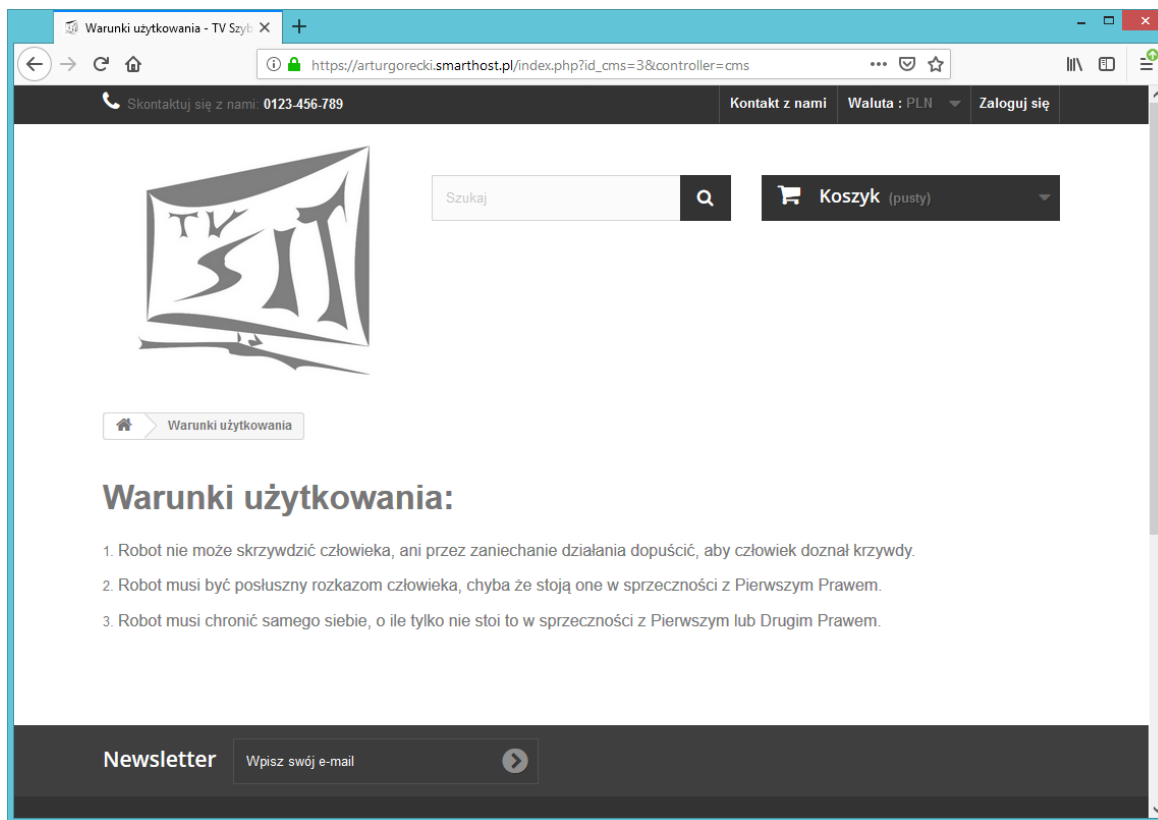 Warunki użytkowania - TV Szyb
https://arturgorecki.smarthost.pl/index.php?id_cms=3&controller=cms
Skontaktuj się z nami: 0123-456-789
Kontakt z nami
Waluta : PLN
Zaloguj się
TV
SIT
Szukaj
Koszyk (pusty)
Warunki użytkowania
Warunki użytkowania:
1. Robot nie może skrzywdzić człowieka, ani przez zaniechanie działania dopuścić, aby człowiek doznał krzywdy.
2. Robot musi być posłuszny rozkazom człowieka, chyba że stoją one w sprzeczności z Pierwszym Prawem.
3. Robot musi chronić samego siebie, o ile tylko nie stoi to w sprzeczności z Pierwszym lub Drugim Prawem.
Newsletter
Wpisz swój e-mail